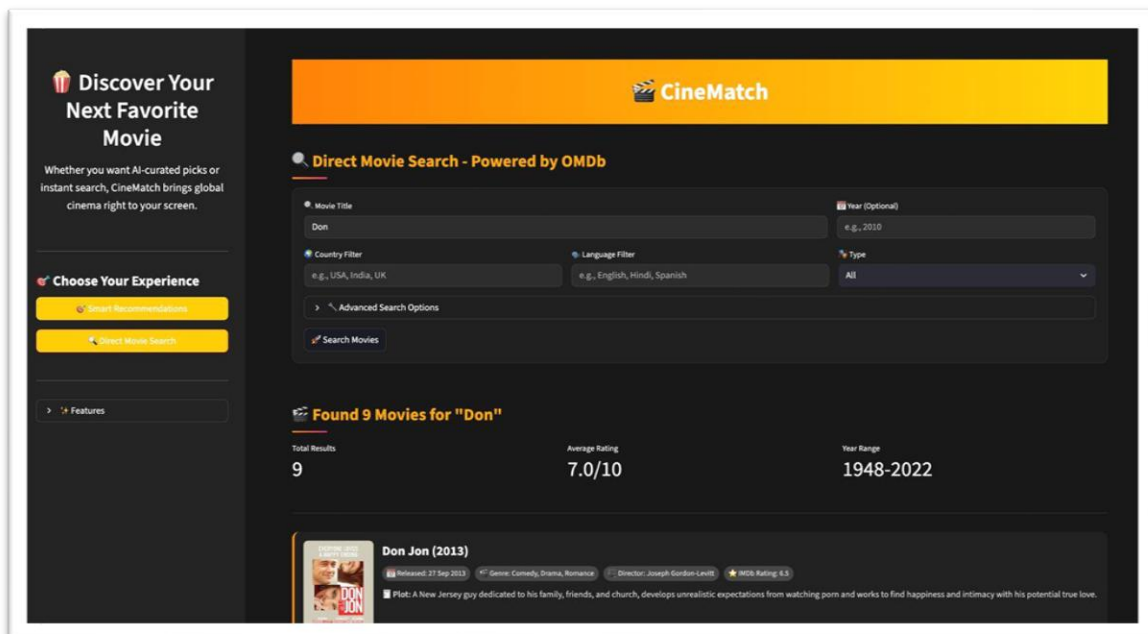 🍿 Discover Your
Next Favorite
Movie
Whether you want AI-curated picks or
instant search, CineMatch brings global
cinema right to your screen.
🎯 Choose Your Experience
🎯 Smart Recommendations
🔍 Direct Movie Search
✨ Features
🎬 CineMatch
🔍 Direct Movie Search - Powered by OMDb
🔍 Movie Title
📅 Year (Optional)
Don
e.g., 2010
🌍 Country Filter
🗣️ Language Filter
🎭 Type
e.g., USA, India, UK
e.g., English, Hindi, Spanish
All
🔧 Advanced Search Options
🚀 Search Movies
🎬 Found 9 Movies for "Don"
Total Results
Average Rating
Year Range
9
7.0/10
1948-2022
Don Jon (2013)
📅 Released: 27 Sep 2013
Genre: Comedy, Drama, Romance
Director: Joseph Gordon-Levitt
⭐ IMDb Rating: 6.5
Plot: A New Jersey guy dedicated to his family, friends, and church, develops unrealistic expectations from watching porn and works to find happiness and intimacy with his potential true love.
DON
JON